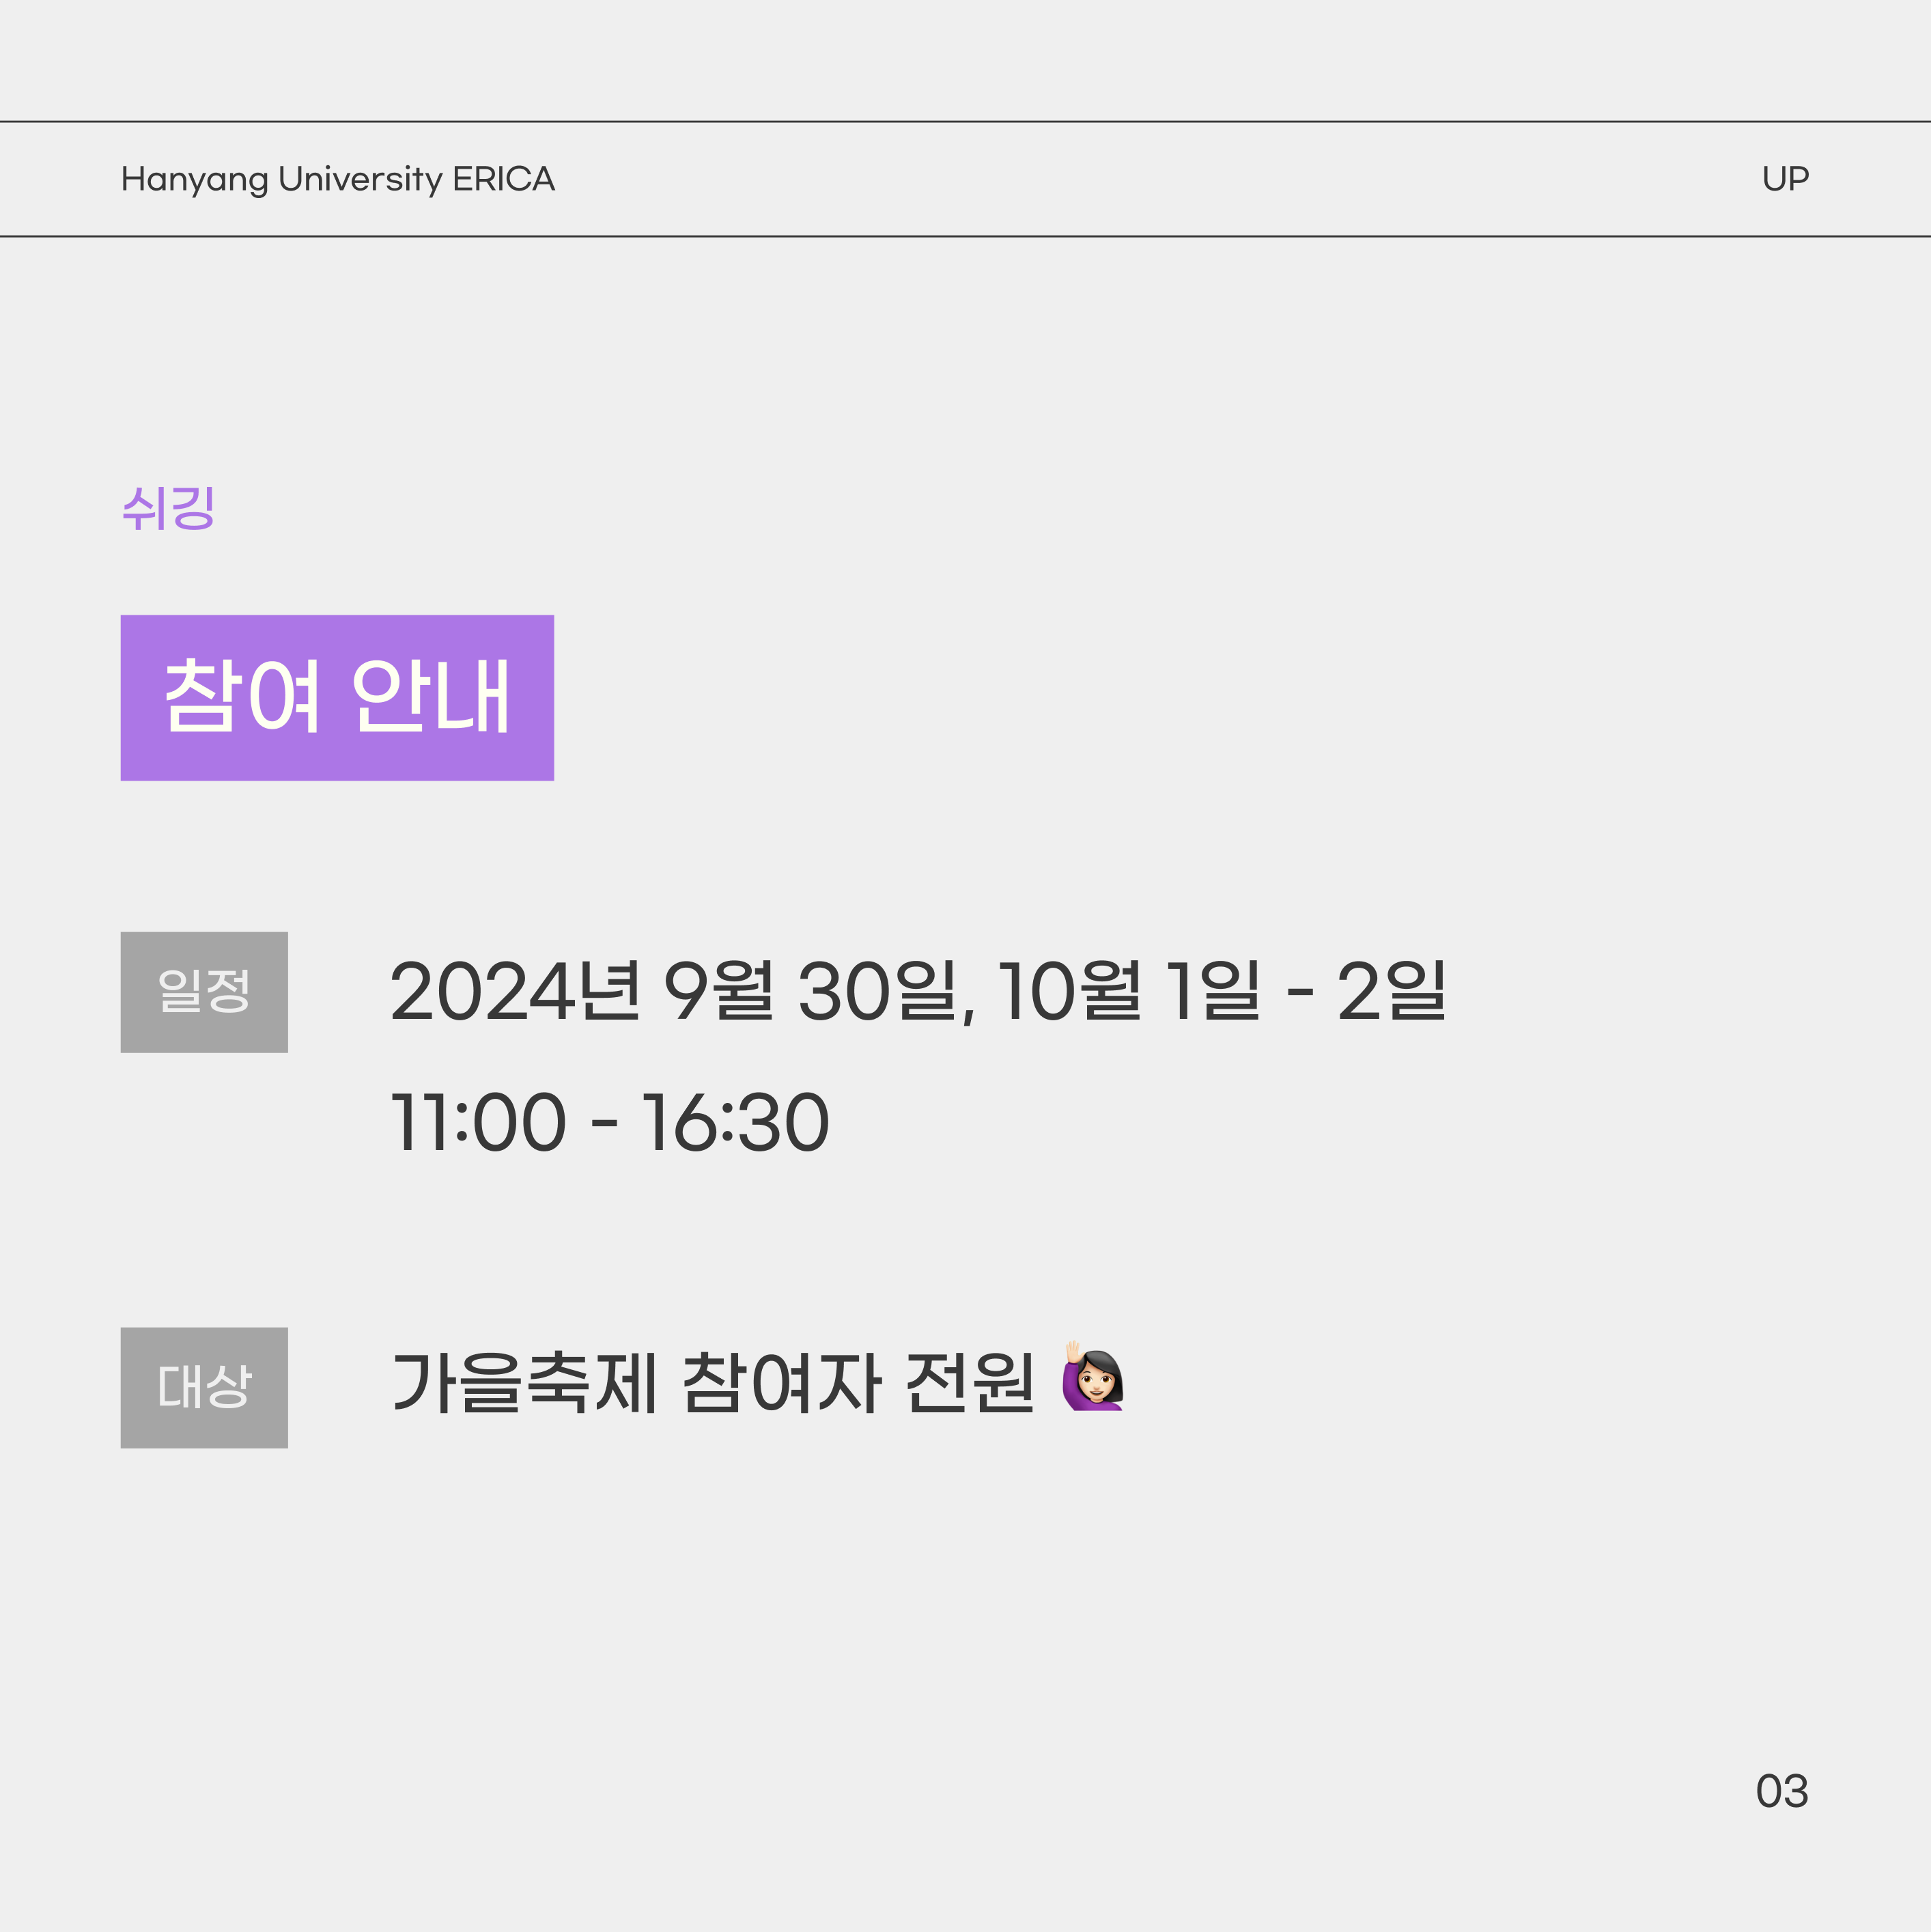 Hanyang University ERICA UP
쉬킹
참여 안내
일정 2024년 9월 30일, 10월 1일 - 2일
11:00 - 16:30
대상 가을축제 참여자 전원 🙋🏻‍♀️
03